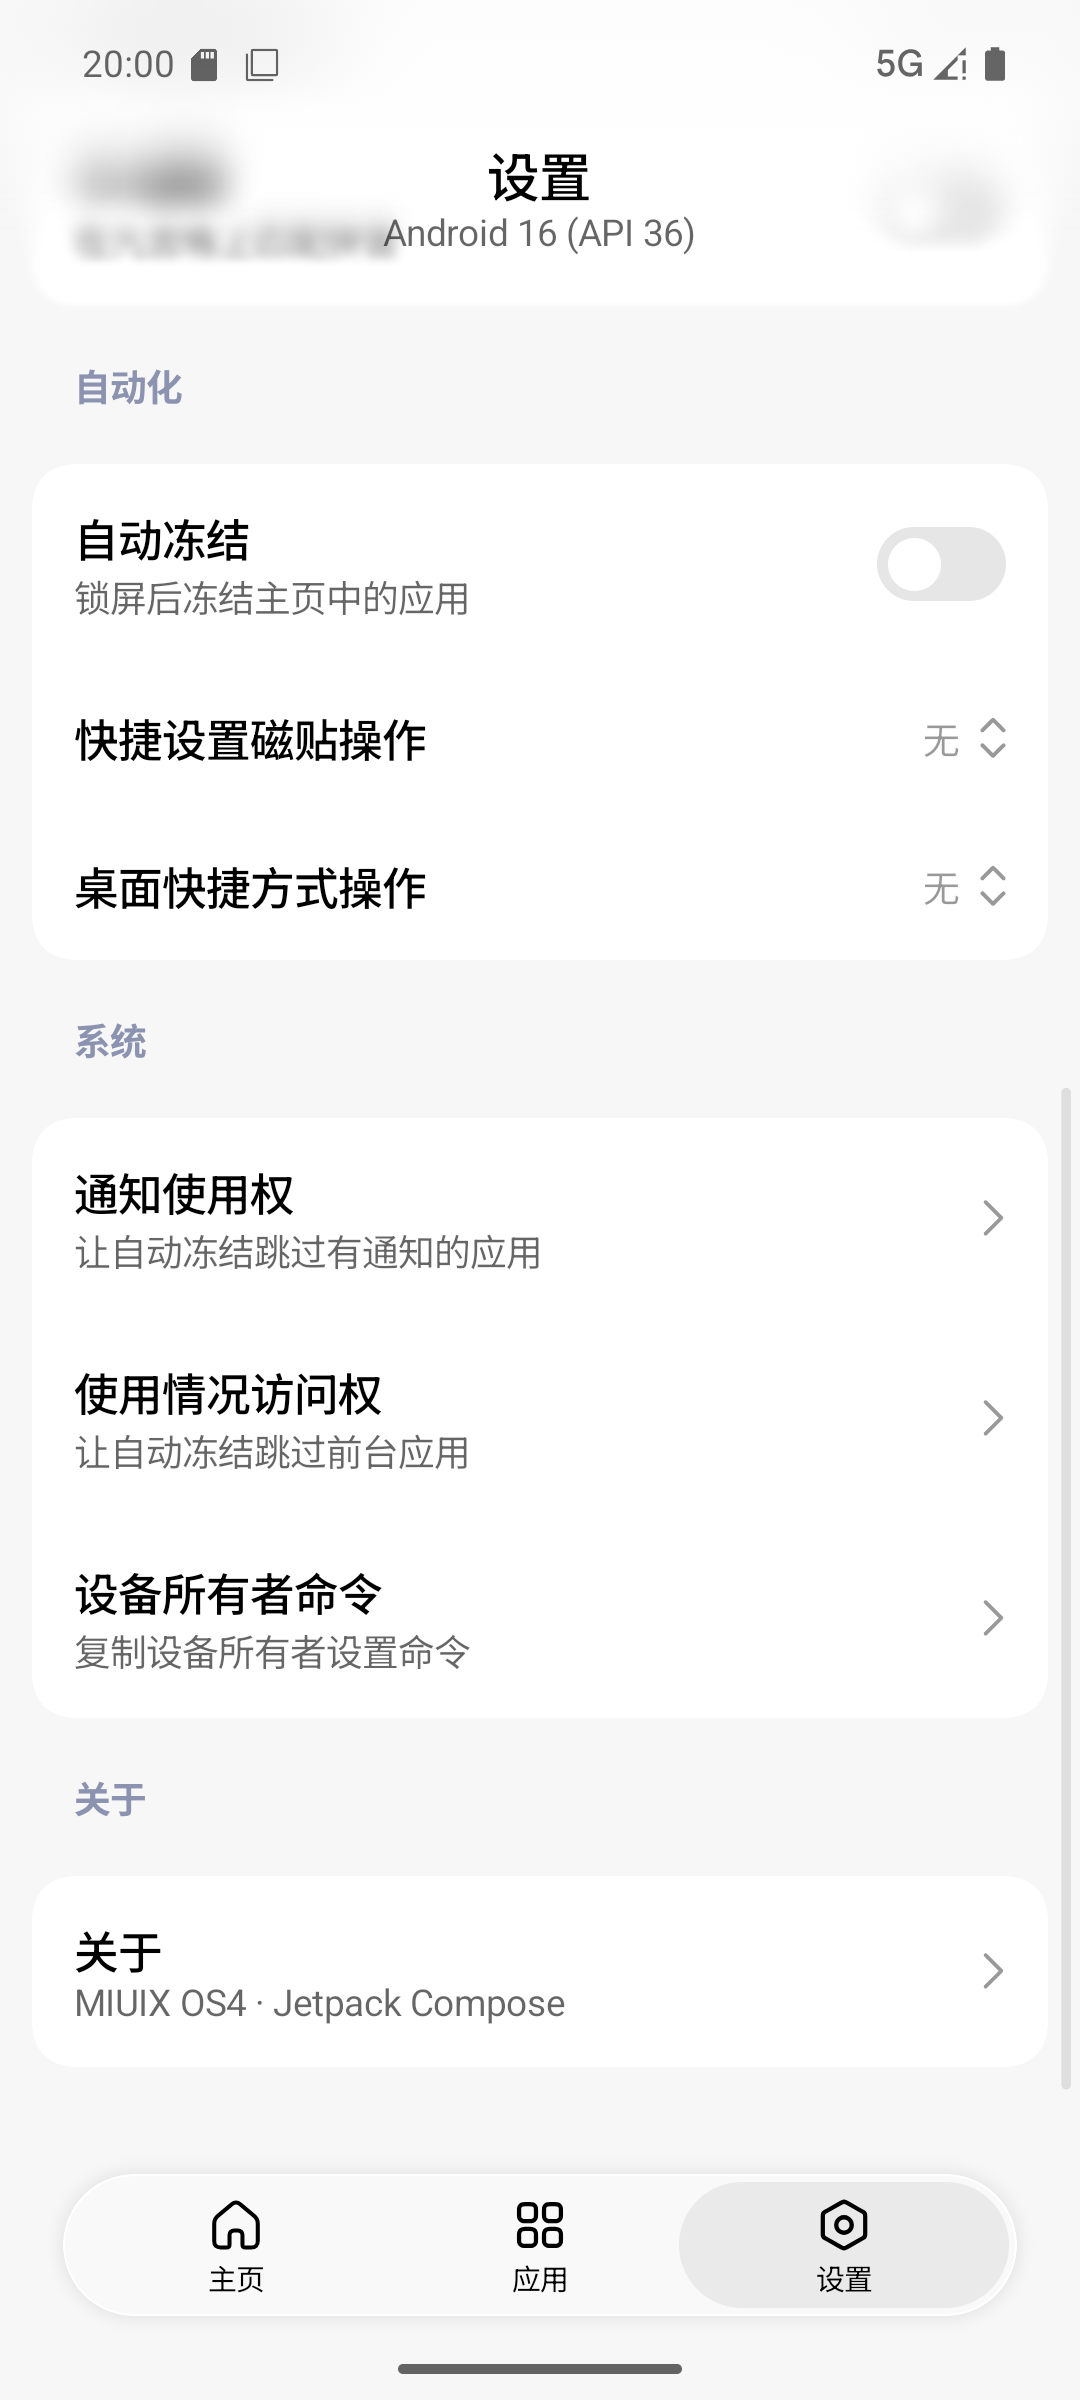 20:00
5G
设置
Android 16 (API 36)
自动化
自动冻结
锁屏后冻结主页中的应用
快捷设置磁贴操作
无
桌面快捷方式操作
无
系统
通知使用权
让自动冻结跳过有通知的应用
使用情况访问权
让自动冻结跳过前台应用
设备所有者命令
复制设备所有者设置命令
关于
关于
MIUIX OS4 · Jetpack Compose
主页
应用
设置